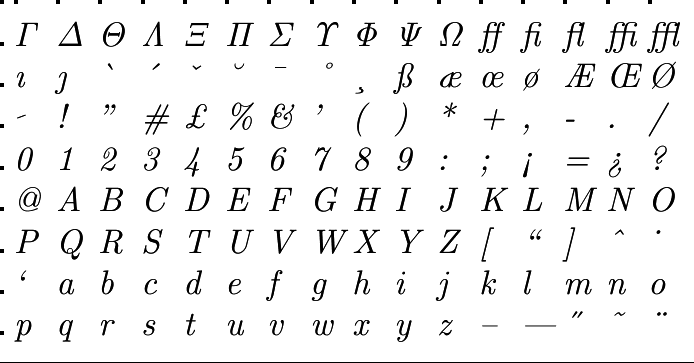 Γ Δ Θ Λ Ξ Π Σ ϒ Φ Ψ Ω ff fi fl ffi ffl
ı ȷ ` ´ ˇ ˘ ¯ ˚ ¸ ß æ œ ø Æ Œ Ø
̷ ! ” # £ % & ’ ( ) * + , - . /
0 1 2 3 4 5 6 7 8 9 : ; ¡ = ¿ ?
@ A B C D E F G H I J K L M N O
P Q R S T U V W X Y Z [ “ ] ˆ ˙
‘ a b c d e f g h i j k l m n o
p q r s t u v w x y z – — ˝ ˜ ¨